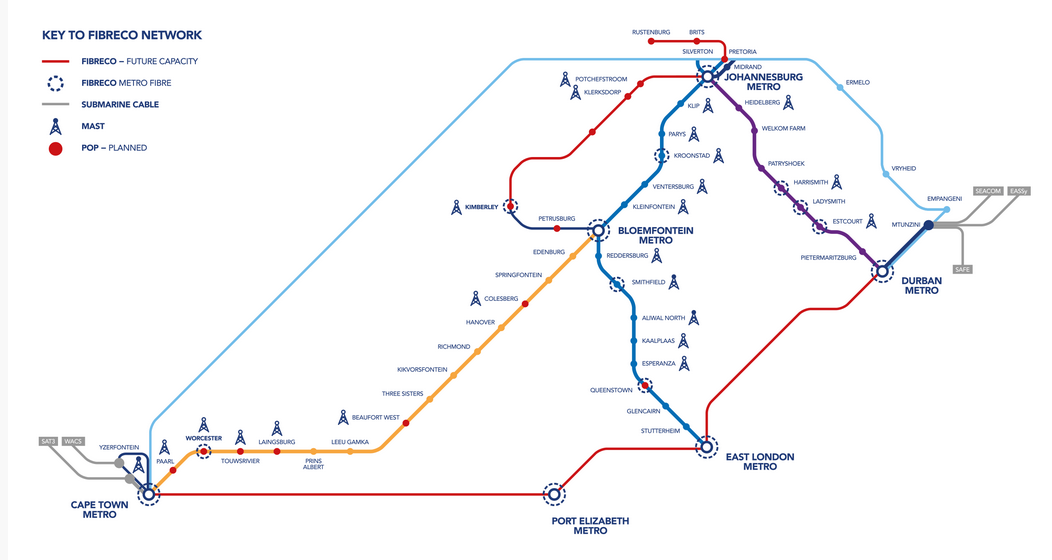 KEY TO FIBRECO NETWORK
FIBRECO – FUTURE CAPACITY
FIBRECO METRO FIBRE
SUBMARINE CABLE
MAST
POP – PLANNED
RUSTENBURG
BRITS
SILVERTON
PRETORIA
MIDRAND
JOHANNESBURG
METRO
POTCHEFSTROOM
KLERKSDORP
ERMELO
KLIP
HEIDELBERG
PARYS
WELKOM FARM
KROONSTAD
PATRYSHOEK
VRYHEID
VENTERSBURG
HARRISMITH
SEACOM
EASSy
KIMBERLEY
KLEINFONTEIN
LADYSMITH
EMPANGENI
PETRUSBURG
ESTCOURT
MTUNZINI
BLOEMFONTEIN
METRO
EDENBURG
REDDERSBURG
PIETERMARITZBURG
SAFE
SPRINGFONTEIN
SMITHFIELD
DURBAN
METRO
COLESBERG
HANOVER
ALIWAL NORTH
RICHMOND
KAALPLAAS
KIKVORSFONTEIN
ESPERANZA
THREE SISTERS
QUEENSTOWN
BEAUFORT WEST
GLENCAIRN
STUTTERHEIM
SAT3
WACS
YZERFONTEIN
WORCESTER
LAINGSBURG
LEEU GAMKA
PAARL
TOUWSRIVIER
PRINS
ALBERT
EAST LONDON
METRO
CAPE TOWN
METRO
PORT ELIZABETH
METRO